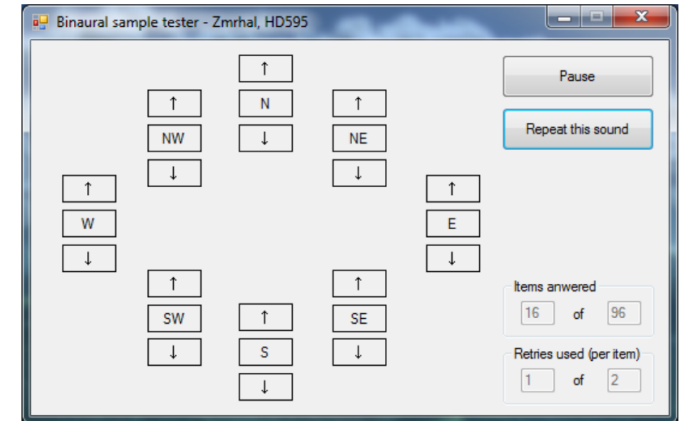 Binaural sample tester - Zmrhal, HD595
↑
N
↓
↑
NW
↓
↑
NE
↓
↑
W
↓
↑
E
↓
↑
SW
↓
↑
S
↓
↑
SE
↓
Pause
Repeat this sound
Items anwered
16 of 96
Retries used (per item)
1 of 2